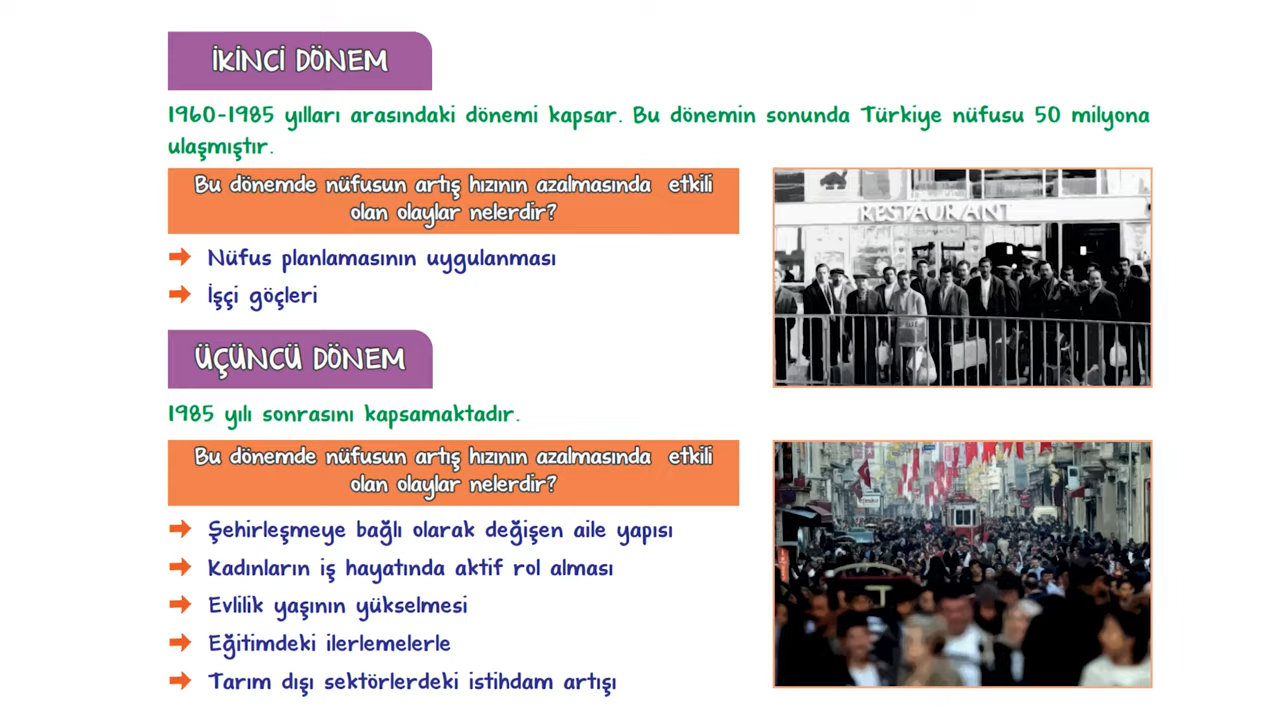 İKİNCİ DÖNEM
1960-1985 yılları arasındaki dönemi kapsar. Bu dönemin sonunda Türkiye nüfusu 50 milyona
ulaşmıştır.
Bu dönemde nüfusun artış hızının azalmasında etkili
olan olaylar nelerdir?
RESTAURANT
Nüfus planlamasının uygulanması
İşçi göçleri
ÜÇÜNCÜ DÖNEM
1985 yılı sonrasını kapsamaktadır.
Bu dönemde nüfusun artış hızının azalmasında etkili
olan olaylar nelerdir?
Şehirleşmeye bağlı olarak değişen aile yapısı
Kadınların iş hayatında aktif rol alması
Evlilik yaşının yükselmesi
Eğitimdeki ilerlemelerle
Tarım dışı sektörlerdeki istihdam artışı